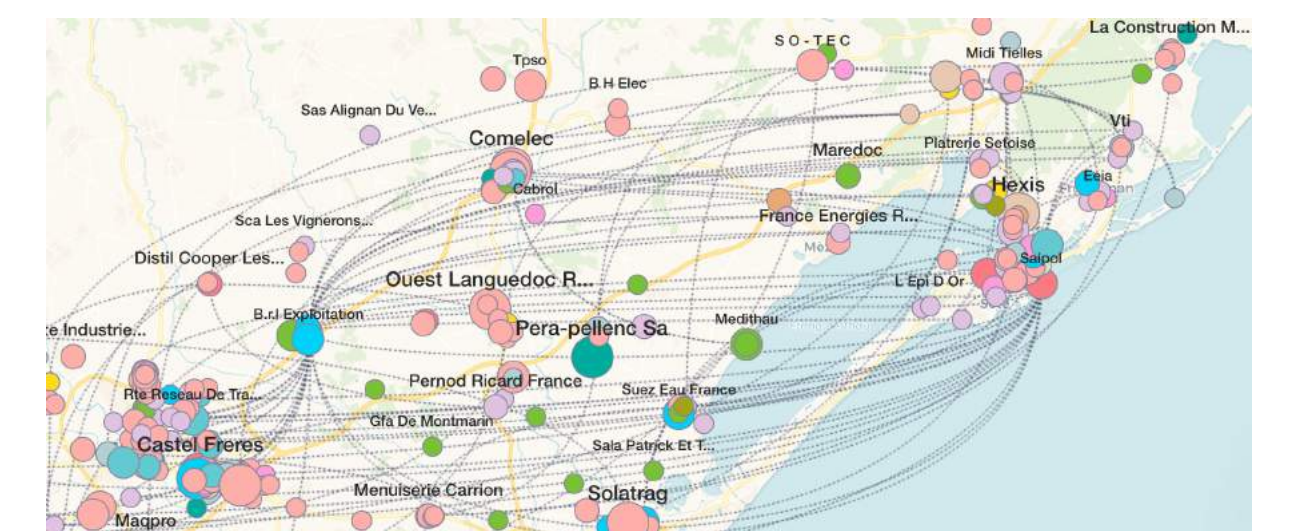 La Construction M...
S O - T E C
Midi Tielles
Tpso
B H Elec
Sas Alignan Du Ve...
Vti
Comelec
Platrerie Setoise
Maredoc
Eeja
Cabrol
Hexis
Sca Les Vignerons...
France Energies R...
Distil Cooper Les...
Saipol
Ouest Languedoc R...
L Epi D Or
B.r.l Exploitation
Medithau
e Industrie...
Pera-pellenc Sa
Pernod Ricard France
Suez Eau France
Rte Reseau De Tra...
Gfa De Montmarin
Castel Freres
Sala Patrick Et T...
Menuiserie Carrion
Solatrag
Magpro